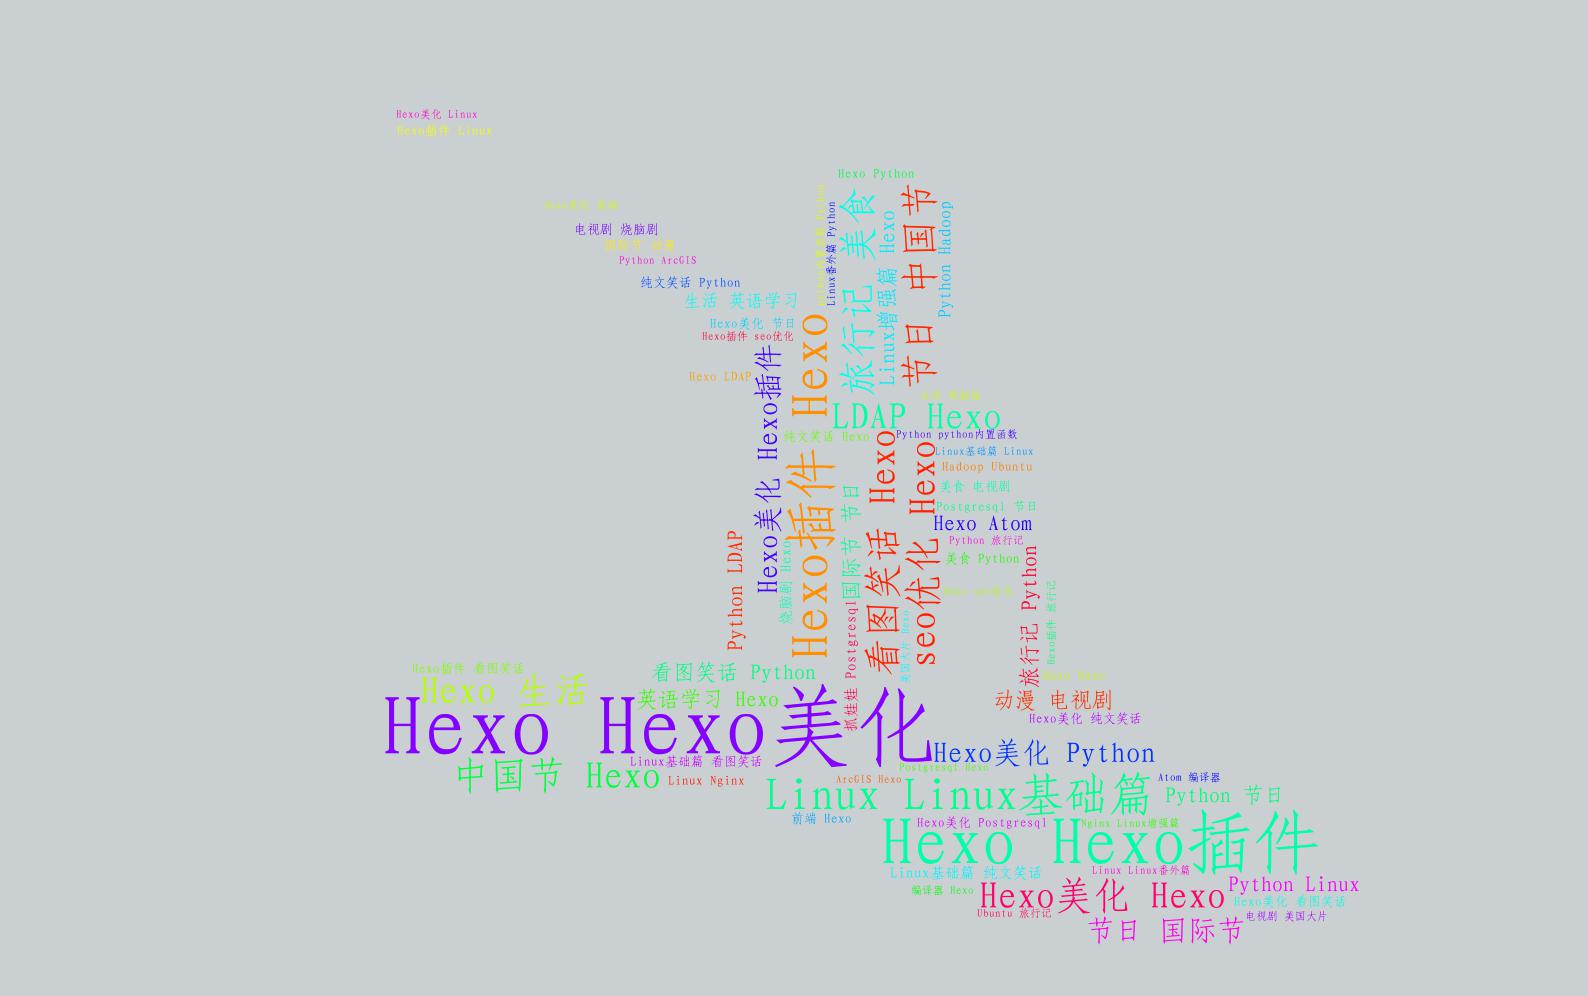 Hexo美化 Linux
Hexo插件 Linux
Hexo Python
电视剧 烧脑剧
国际节 动漫
Python ArcGIS
纯文笑话 Python
生活 英语学习
Hexo美化 节日
Hexo插件 seo优化
Hexo LDAP
Hexo美化 Hexo插件
Hexo插件 Hexo
Linux番外篇 Python
旅行记 美食
Linux增强篇 Hexo
节日 中国节
Python Hadoop
LDAP Hexo
纯文笑话 Hexo
Python python内置函数
Linux基础篇 Linux
Hadoop Ubuntu
美食 电视剧
Postgresql 节日
Hexo Atom
Python 旅行记
美食 Python
Python LDAP
烧脑剧 Hexo
国际节 节日
看图笑话 Hexo
seo优化 Hexo
美国大片 Hexo
抓娃娃 Postgresql
旅行记 Python
Hexo插件 旅行记
Hexo插件 看图笑话
看图笑话 Python
Hexo 生活
英语学习 Hexo
动漫 电视剧
Hexo美化 纯文笑话
Hexo Hexo美化
Hexo美化 Python
Linux基础篇 看图笑话
中国节 Hexo
Linux Nginx
Postgresql Hexo
ArcGIS Hexo
Atom 编译器
Linux Linux基础篇
Python 节日
前端 Hexo
Hexo美化 Postgresql
Nginx Linux增强篇
Hexo Hexo插件
Linux基础篇 纯文笑话
Linux Linux番外篇
编译器 Hexo
Hexo美化 Hexo
Python Linux
Hexo美化 看图笑话
Ubuntu 旅行记
电视剧 美国大片
节日 国际节